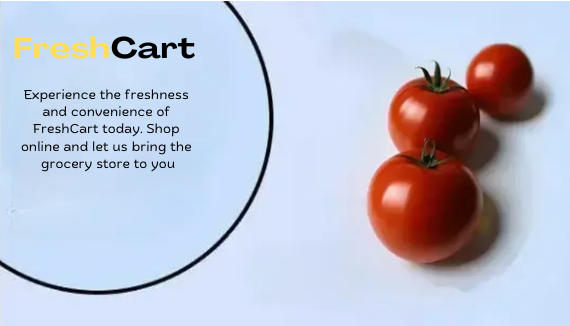 FreshCart
Experience the freshness
and convenience of
FreshCart today. Shop
online and let us bring the
grocery store to you